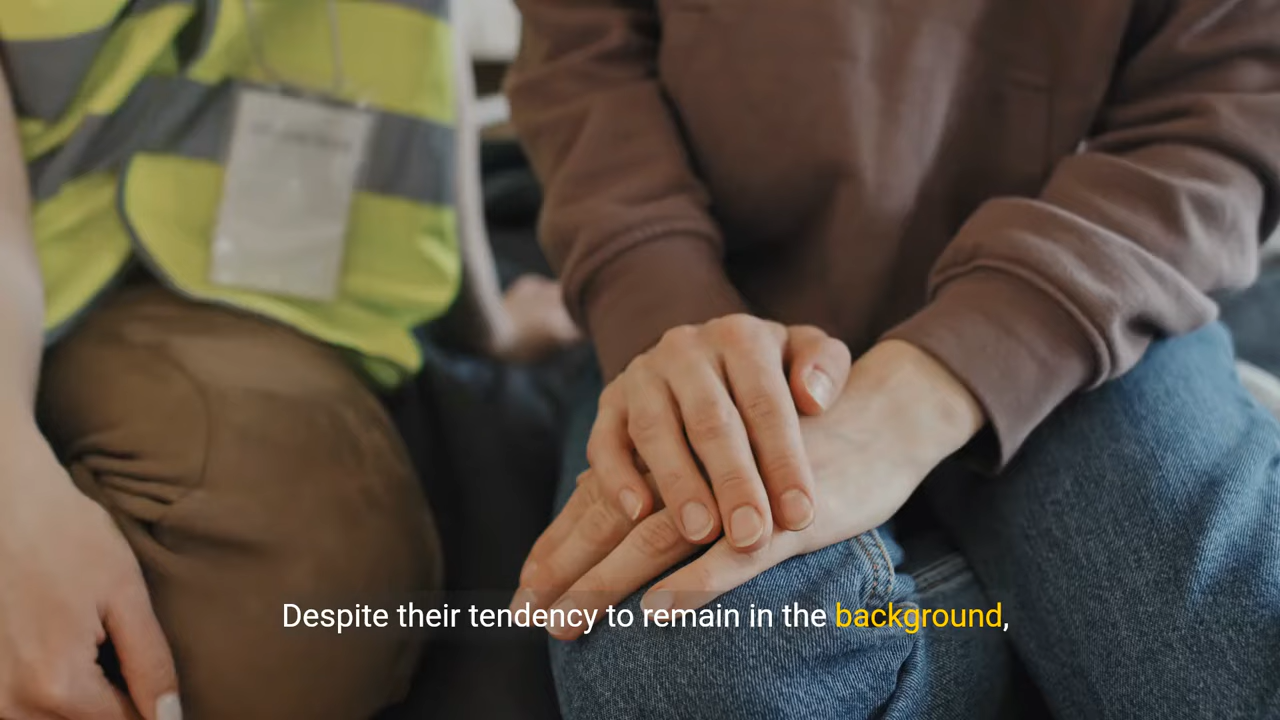 Despite their tendency to remain in the background,